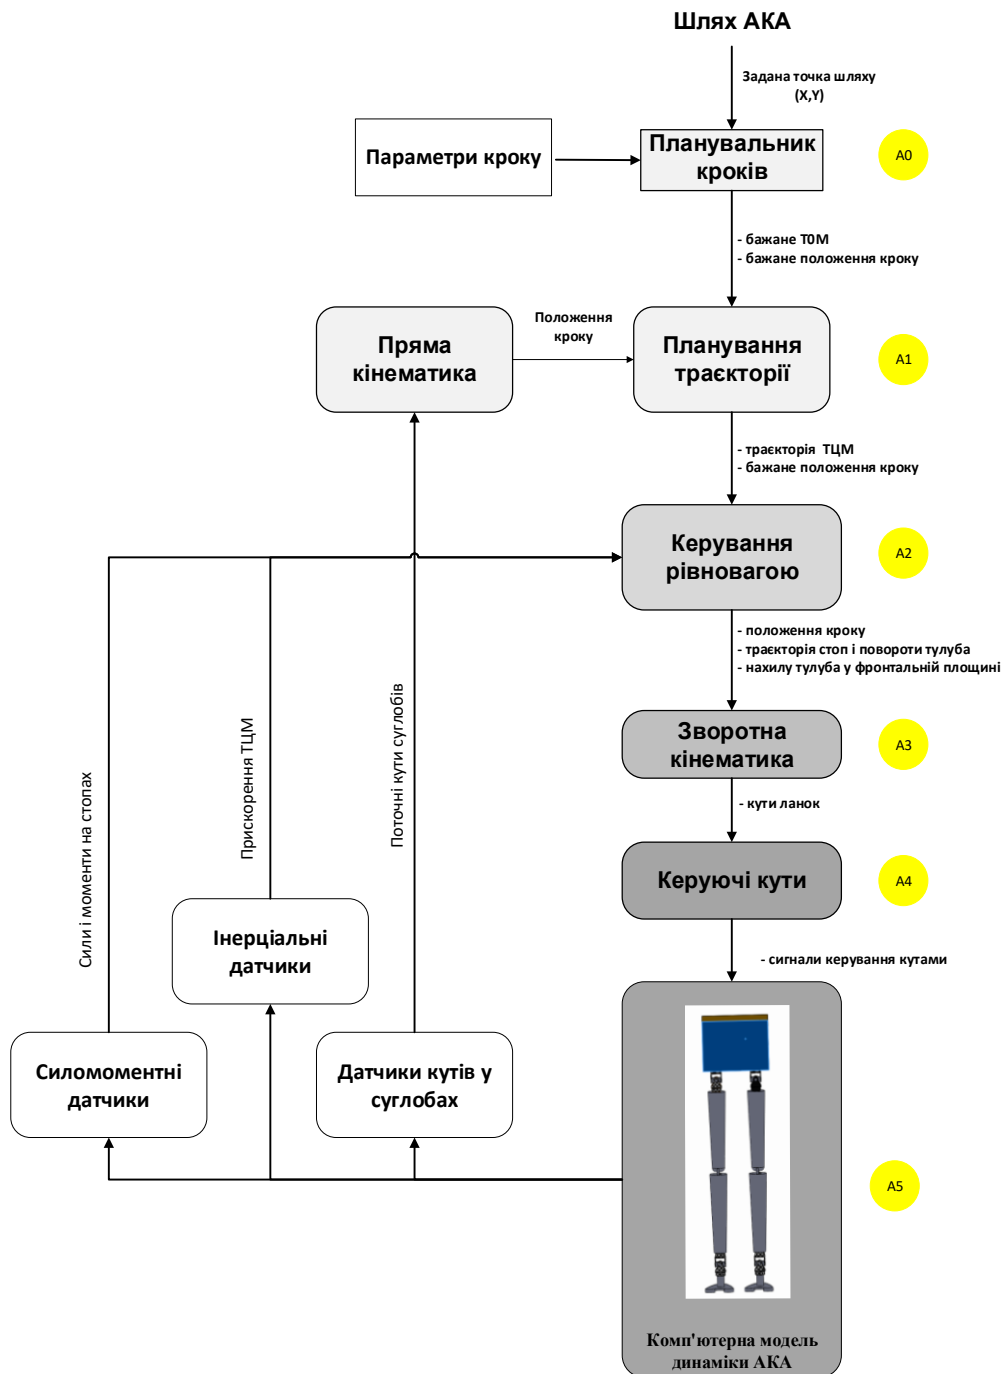 Шлях АКА
Задана точка шляху
(X,Y)
Параметри кроку
Планувальник
кроків
A0
- бажане T0M
- бажане положення кроку
Пряма
кінематика
Положення
кроку
Планування
траєкторії
A1
- траєкторія ТЦМ
- бажане положення кроку
Керування
рівновагою
A2
- положення кроку
- траєкторія стоп і повороти тулуба
- нахилу тулуба у фронтальній площині
Сили і моменти на стопах
Прискорення ТЦМ
Поточні кути суглобів
Зворотна
кінематика
A3
- кути ланок
Керуючі кути
A4
- сигнали керування кутами
Інерціальні
датчики
Силомоментні
датчики
Датчики кутів у
суглобах
A5
Комп'ютерна модель
динаміки АКА